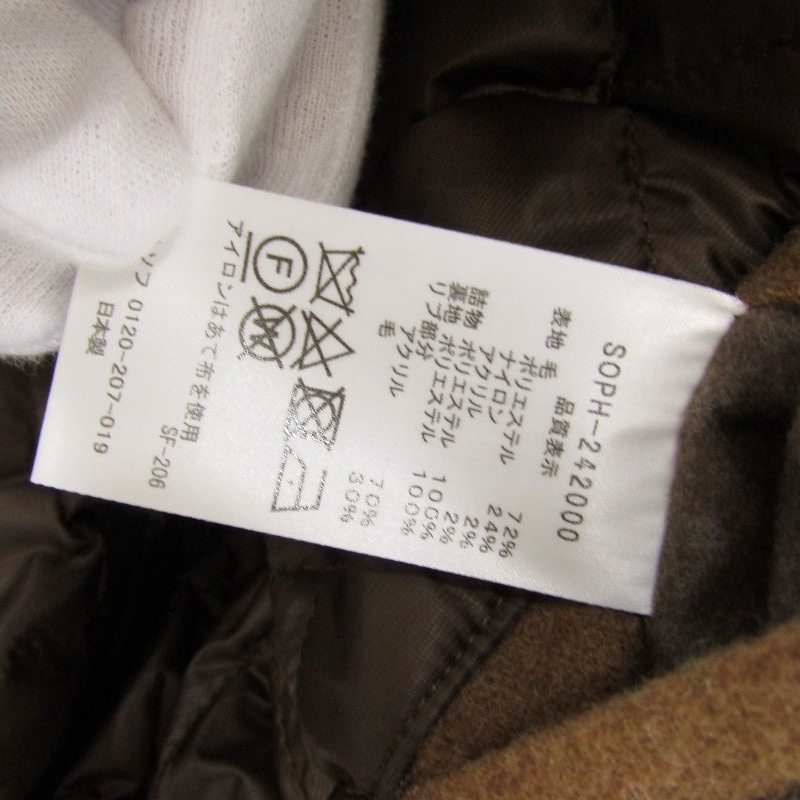 SOPH-242000
品質表示
表地 毛 72%
ポリエステル 24%
ナイロン 2%
アクリル 2%
詰物 ポリエステル 100%
裏地 ポリエステル 100%
リブ部分 アクリル 70%
毛 30%
F
W
アイロンはあて布を使用
SF-206
ソフ 0120-207-019
日本製